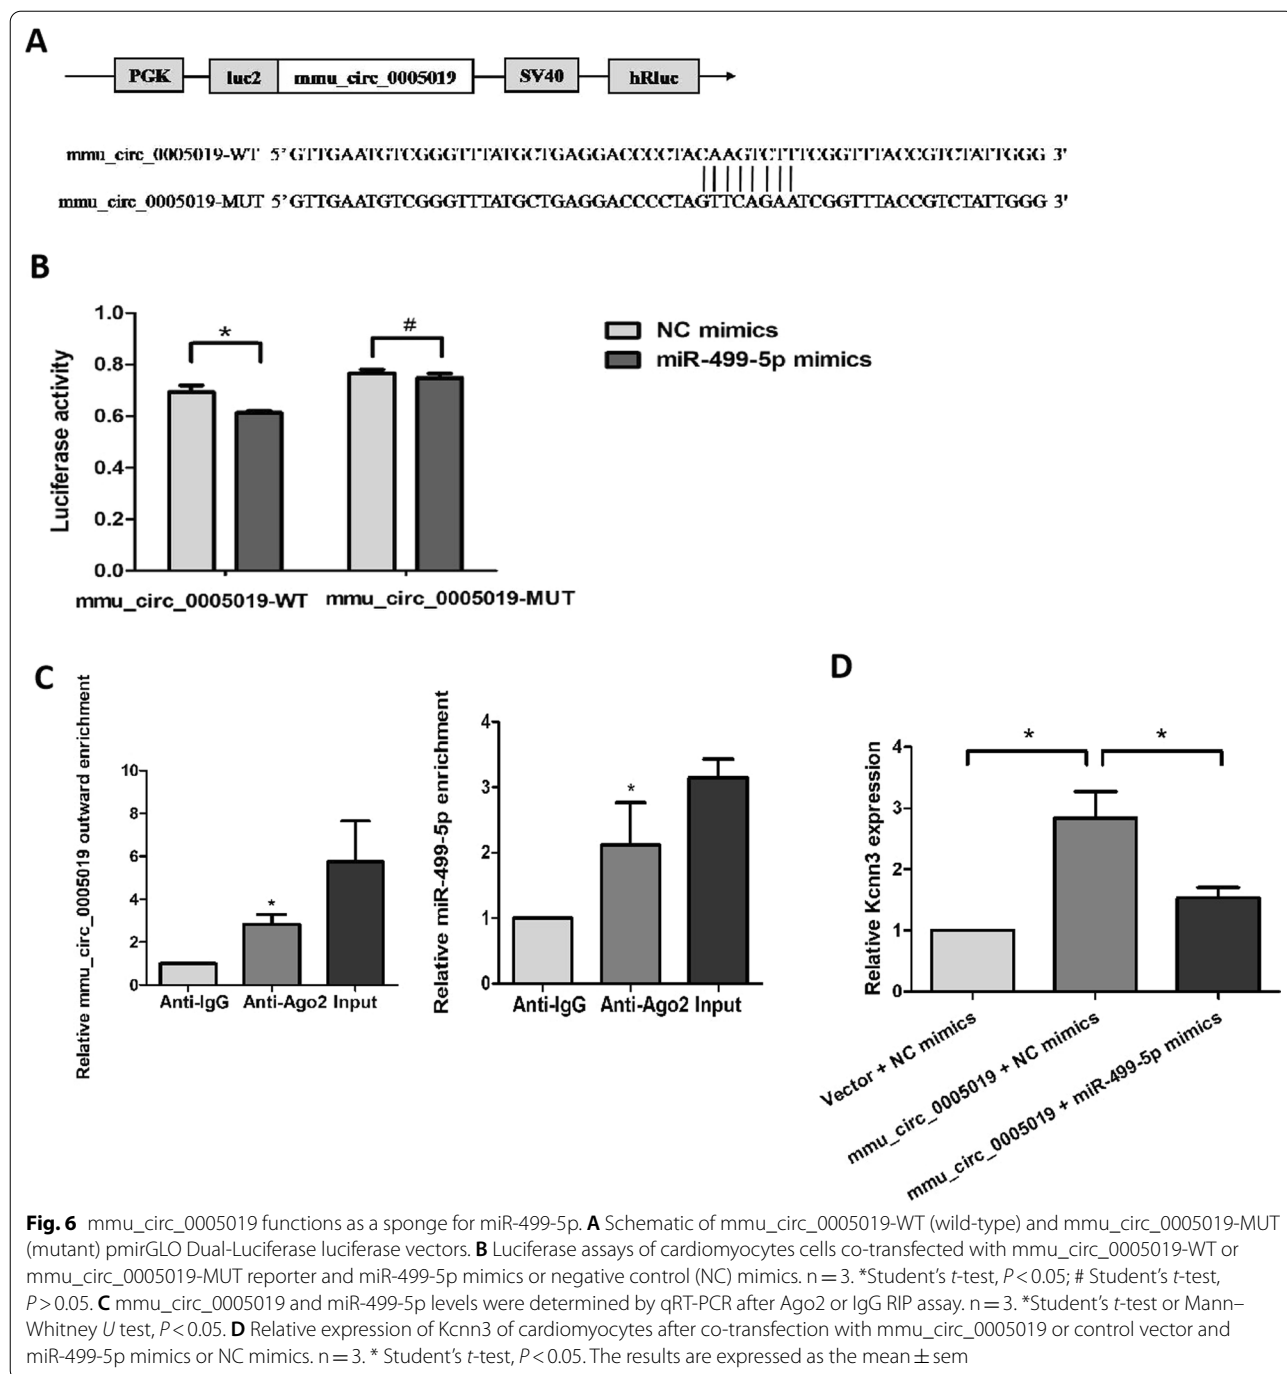 A
PGK luc2 mmu_circ_0005019 SV40 hRluc
mmu_circ_0005019-WT 5'GTTGAATGTCGGGTTTATGCTGAGGACCCCTACAAGTCTTTCGGTTTACCGTCTATTGGG 3'
mmu_circ_0005019-MUT 5'GTTGAATGTCGGGTTTATGCTGAGGACCCCTAGTTCAGAATCGGTTTACCGTCTATTGGG 3'
B
Luciferase activity
1.0
0.8
0.6
0.4
0.2
0.0
*
#
NC mimics
miR-499-5p mimics
mmu_circ_0005019-WT mmu_circ_0005019-MUT
C
Relative mmu_circ_0005019 outward enrichment
10
8
6
4
2
0
*
Anti-IgG Anti-Ago2 Input
Relative miR-499-5p enrichment
4
3
2
1
0
*
Anti-IgG Anti-Ago2 Input
D
Relative Kcnn3 expression
4
3
2
1
0
* *
Vector + NC mimics
mmu_circ_0005019 + NC mimics
mmu_circ_0005019 + miR-499-5p mimics
Fig. 6 mmu_circ_0005019 functions as a sponge for miR-499-5p. A Schematic of mmu_circ_0005019-WT (wild-type) and mmu_circ_0005019-MUT
(mutant) pmirGLO Dual-Luciferase luciferase vectors. B Luciferase assays of cardiomyocytes cells co-transfected with mmu_circ_0005019-WT or
mmu_circ_0005019-MUT reporter and miR-499-5p mimics or negative control (NC) mimics. n = 3. *Student's t-test, P < 0.05; # Student's t-test,
P > 0.05. C mmu_circ_0005019 and miR-499-5p levels were determined by qRT-PCR after Ago2 or IgG RIP assay. n = 3. *Student's t-test or Mann–
Whitney U test, P < 0.05. D Relative expression of Kcnn3 of cardiomyocytes after co-transfection with mmu_circ_0005019 or control vector and
miR-499-5p mimics or NC mimics. n = 3. * Student's t-test, P < 0.05. The results are expressed as the mean ± sem